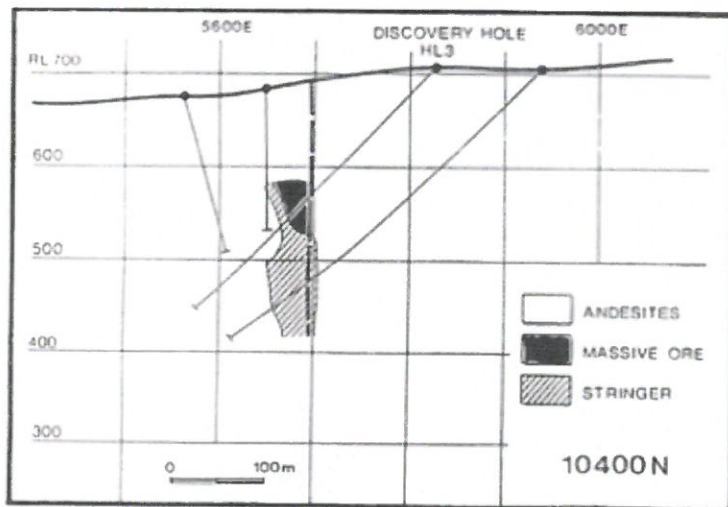 5600E
DISCOVERY HOLE
HL3
6000E
RL 700
600
500
400
300
ANDESITES
MASSIVE ORE
STRINGER
0 100m
10400N